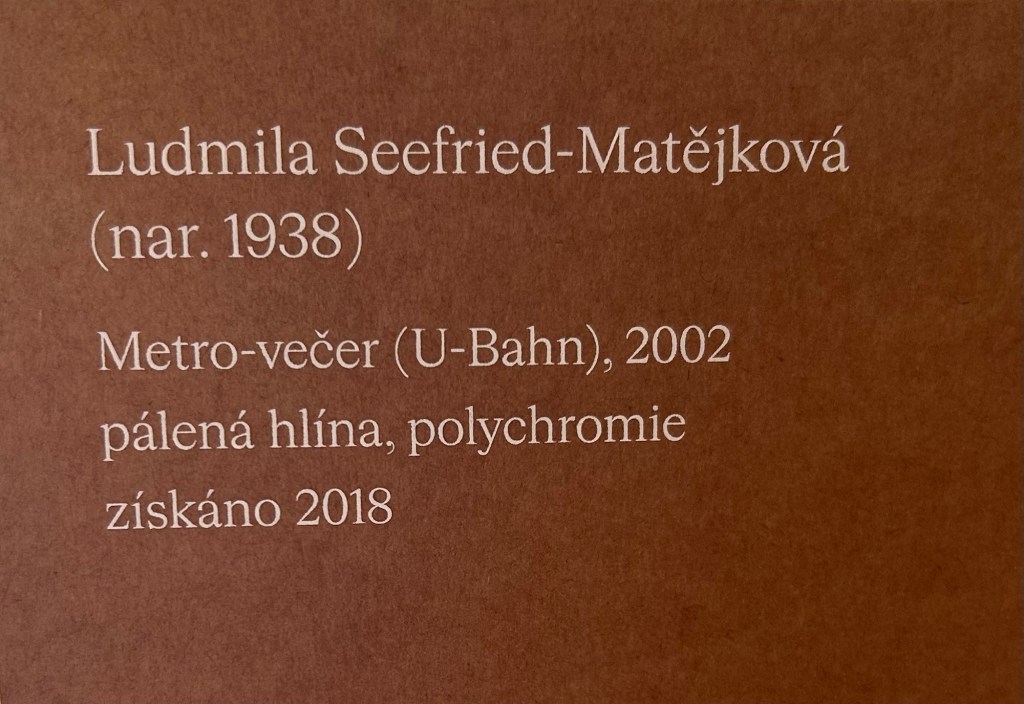 Ludmila Seefried-Matějková
(nar. 1938)
Metro-večer (U-Bahn), 2002
pálená hlína, polychromie
získáno 2018